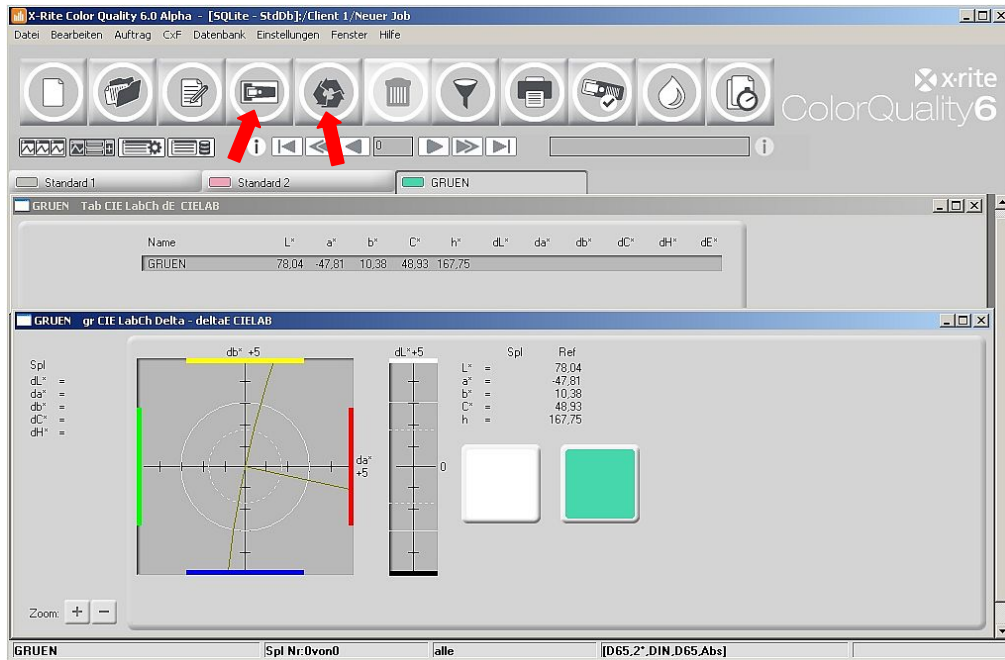 X-Rite Color Quality 6.0 Alpha - [SQLite - StdDb]:/Client 1/Neuer Job
Datei Bearbeiten Auftrag CxF Datenbank Einstellungen Fenster Hilfe
x·rite
ColorQuality6
0
Standard 1 Standard 2 GRUEN
GRUEN Tab CIE LabCh dE CIELAB
Name L* a* b* C* h* dL* da* db* dC* dH* dE*
GRUEN 78,04 -47,81 10,38 48,93 167,75
GRUEN gr CIE LabCh Delta - deltaE CIELAB
db* +5 dL*+5 Spl Ref
Spl
dL* =
da* =
db* =
dC* =
dH* =
L* = 78,04
a* = -47,81
b* = 10,38
C* = 48,93
h = 167,75
da* +5
0
Zoom: + −
GRUEN Spl Nr:0von0 alle [D65,2*,DIN,D65,Abs]